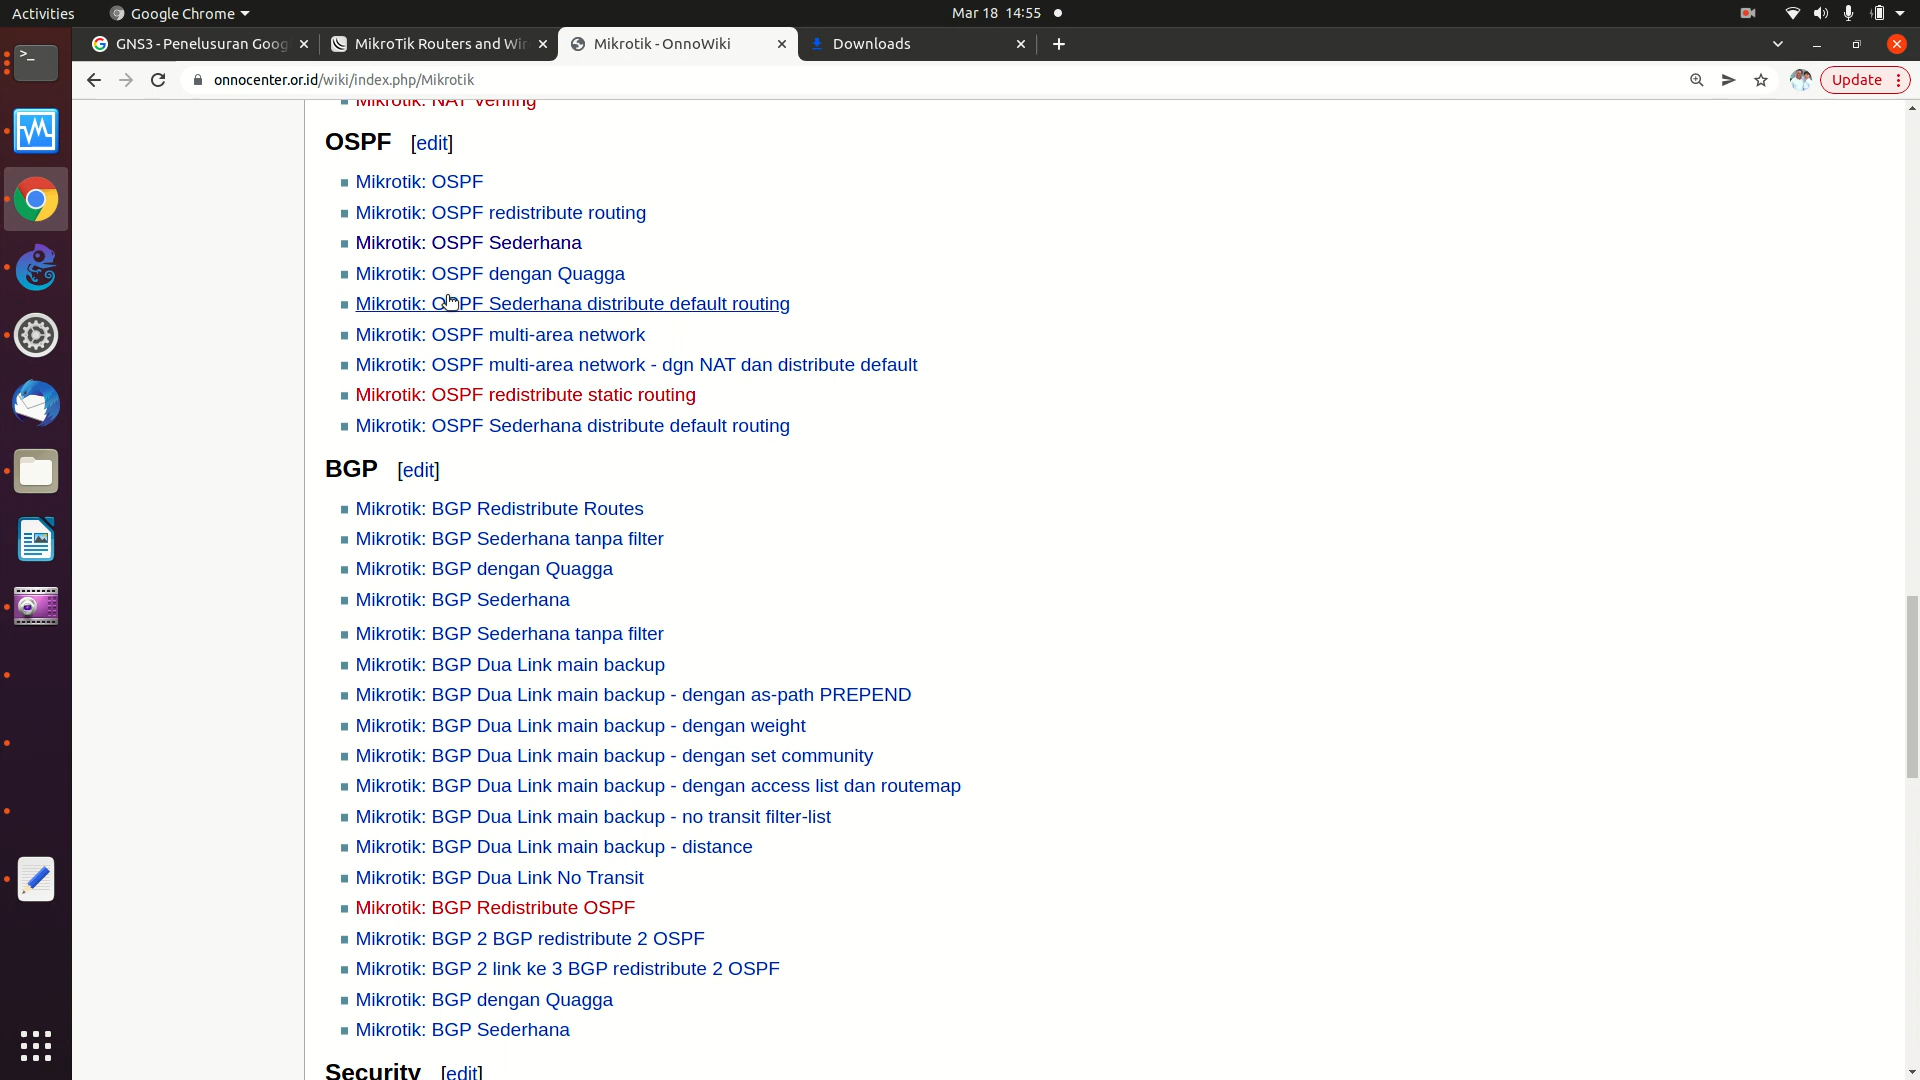 Activities
Google Chrome
Mar 18 14:55
GNS3 - Penelusuran Goog
MikroTik Routers and Wir
Mikrotik - OnnoWiki
Downloads
onnocenter.or.id/wiki/index.php/Mikrotik
Update
Mikrotik: NAT Verifing
OSPF [edit]
Mikrotik: OSPF
Mikrotik: OSPF redistribute routing
Mikrotik: OSPF Sederhana
Mikrotik: OSPF dengan Quagga
Mikrotik: OSPF Sederhana distribute default routing
Mikrotik: OSPF multi-area network
Mikrotik: OSPF multi-area network - dgn NAT dan distribute default
Mikrotik: OSPF redistribute static routing
Mikrotik: OSPF Sederhana distribute default routing
BGP [edit]
Mikrotik: BGP Redistribute Routes
Mikrotik: BGP Sederhana tanpa filter
Mikrotik: BGP dengan Quagga
Mikrotik: BGP Sederhana
Mikrotik: BGP Sederhana tanpa filter
Mikrotik: BGP Dua Link main backup
Mikrotik: BGP Dua Link main backup - dengan as-path PREPEND
Mikrotik: BGP Dua Link main backup - dengan weight
Mikrotik: BGP Dua Link main backup - dengan set community
Mikrotik: BGP Dua Link main backup - dengan access list dan routemap
Mikrotik: BGP Dua Link main backup - no transit filter-list
Mikrotik: BGP Dua Link main backup - distance
Mikrotik: BGP Dua Link No Transit
Mikrotik: BGP Redistribute OSPF
Mikrotik: BGP 2 BGP redistribute 2 OSPF
Mikrotik: BGP 2 link ke 3 BGP redistribute 2 OSPF
Mikrotik: BGP dengan Quagga
Mikrotik: BGP Sederhana
Security [edit]